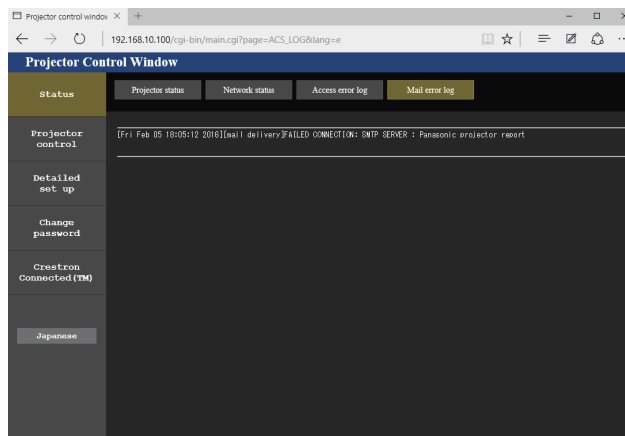 Projector control window
192.168.10.100/cgi-bin/main.cgi?page=ACS_LOG&lang=e
Projector Control Window
Status
Projector status
Network status
Access error log
Mail error log
[Fri Feb 05 18:05:12 2016][mail delivery]FAILED CONNECTION: SMTP SERVER : Panasonic projector report
Projector
control
Detailed
set up
Change
password
Crestron
Connected(TM)
Japanese